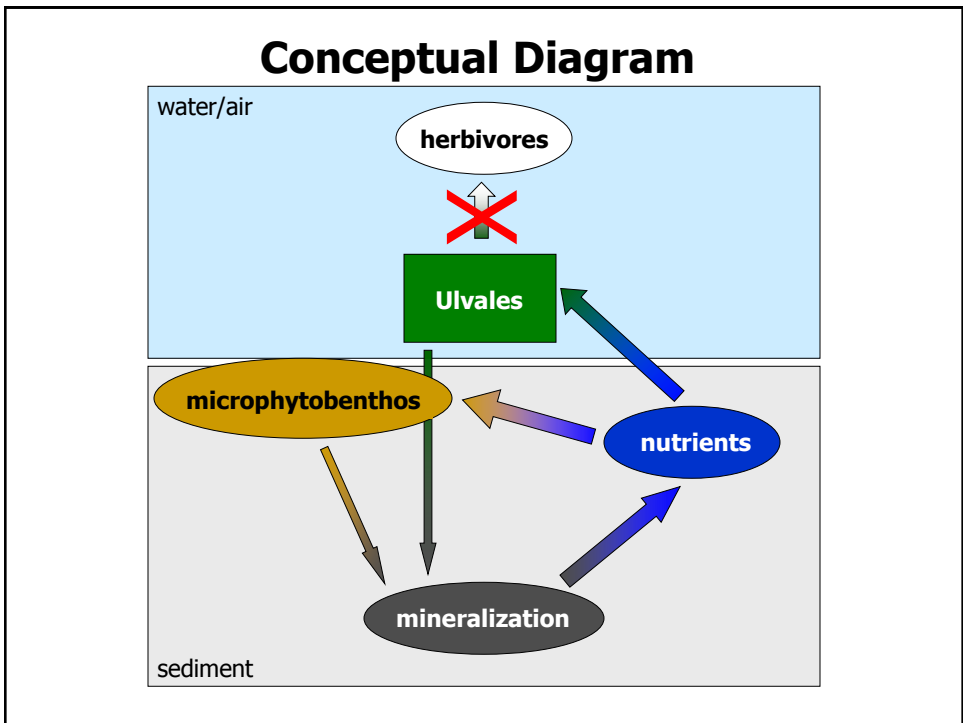 Conceptual Diagram
water/air
herbivores
Ulvales
microphytobenthos
nutrients
mineralization
sediment